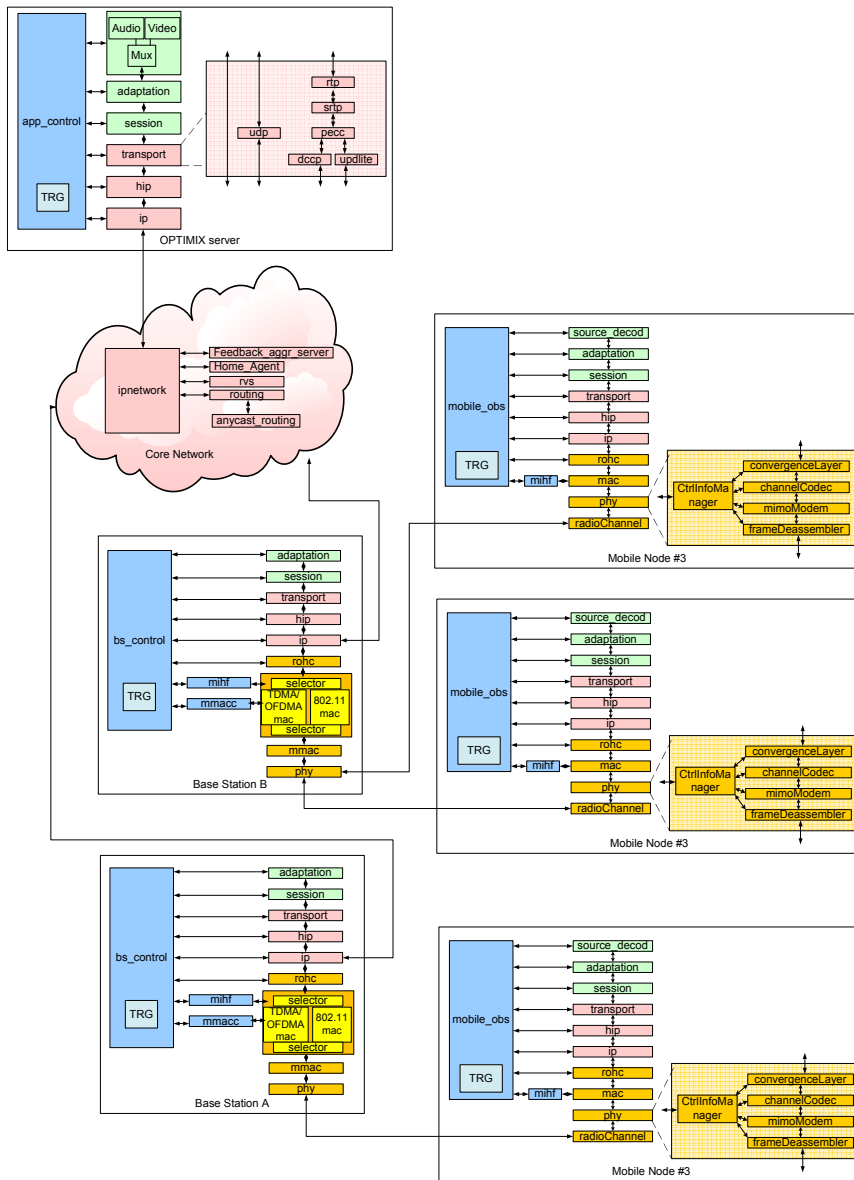 Audio Video
Mux
adaptation
app_control
session
transport
TRG
hip
ip
OPTIMIX server
rtp
srtp
udp
pecc
dccp
updlite
ipnetwork
Feedback_aggr_server
Home_Agent
rvs
routing
anycast_routing
Core Network
mobile_obs
TRG
source_decod
adaptation
session
transport
hip
ip
rohc
mihf
mac
phy
radioChannel
CtrlInfoMa
nager
convergenceLayer
channelCodec
mimoModem
frameDeassembler
Mobile Node #3
bs_control
TRG
adaptation
session
transport
hip
ip
rohc
mihf
mmacc
selector
TDMA/
OFDMA
mac
802.11
mac
selector
mmac
phy
Base Station B
mobile_obs
TRG
source_decod
adaptation
session
transport
hip
ip
rohc
mihf
mac
phy
radioChannel
CtrlInfoMa
nager
convergenceLayer
channelCodec
mimoModem
frameDeassembler
Mobile Node #3
bs_control
TRG
adaptation
session
transport
hip
ip
rohc
mihf
mmacc
selector
TDMA/
OFDMA
mac
802.11
mac
selector
mmac
phy
Base Station A
mobile_obs
TRG
source_decod
adaptation
session
transport
hip
ip
rohc
mihf
mac
phy
radioChannel
CtrlInfoMa
nager
convergenceLayer
channelCodec
mimoModem
frameDeassembler
Mobile Node #3